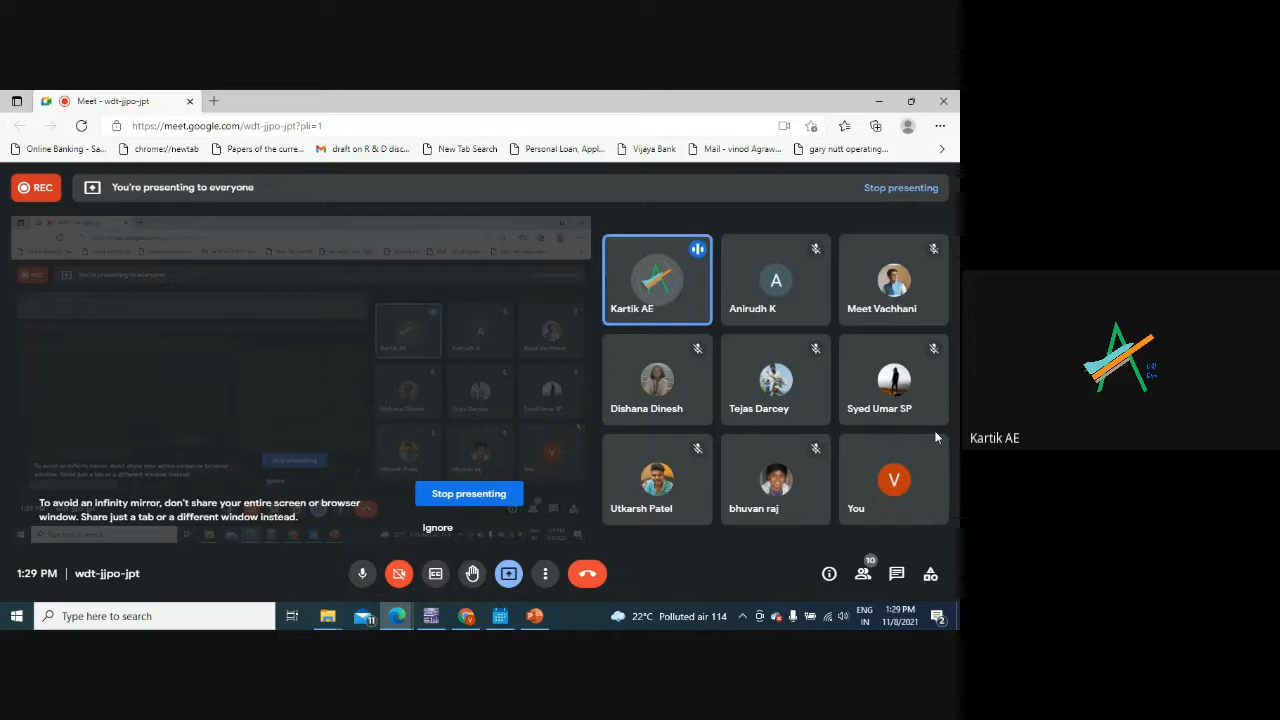 Meet - wdt-jjpo-jpt
https://meet.google.com/wdt-jjpo-jpt?pli=1
Online Banking - Sa... chrome://newtab Papers of the curre... draft on R & D disc... New Tab Search Personal Loan, Appl... Vijaya Bank Mail - vinod Agraw... gary nutt operating...
REC You're presenting to everyone Stop presenting
Kartik AE
A
Anirudh K
Meet Vachhani
Dishana Dinesh
Tejas Darcey
Syed Umar SP
Utkarsh Patel
bhuvan raj
V
You
To avoid an infinity mirror, don't share your entire screen or browser
window. Share just a tab or a different window instead.
Stop presenting
Ignore
1:29 PM | wdt-jjpo-jpt
10
Type here to search
11
22°C Polluted air 114
ENG
IN
1:29 PM
11/8/2021
2
Kartik AE